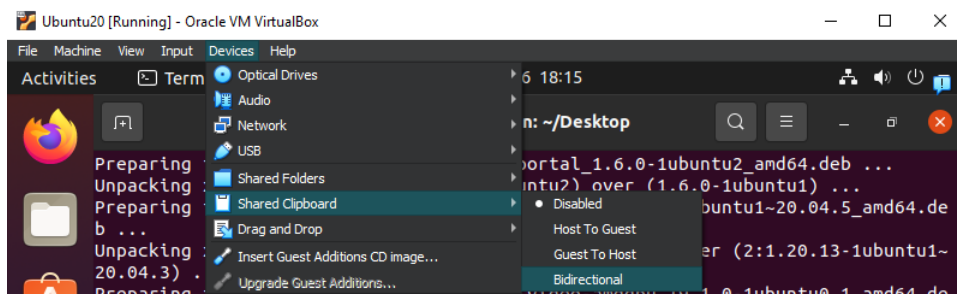 Ubuntu20 [Running] - Oracle VM VirtualBox
File Machine View Input Devices Help
Activities Term 6 18:15
Optical Drives
Audio
Network n: ~/Desktop
USB
Preparing portal_1.6.0-1ubuntu2_amd64.deb ...
Shared Folders
Unpacking untu2) over (1.6.0-1ubuntu1) ...
Shared Clipboard Disabled
Preparing buntu1~20.04.5_amd64.de
b ...
Drag and Drop Host To Guest
Unpacking er (2:1.20.13-1ubuntu1~
Insert Guest Additions CD image... Guest To Host
20.04.3) .
Upgrade Guest Additions... Bidirectional